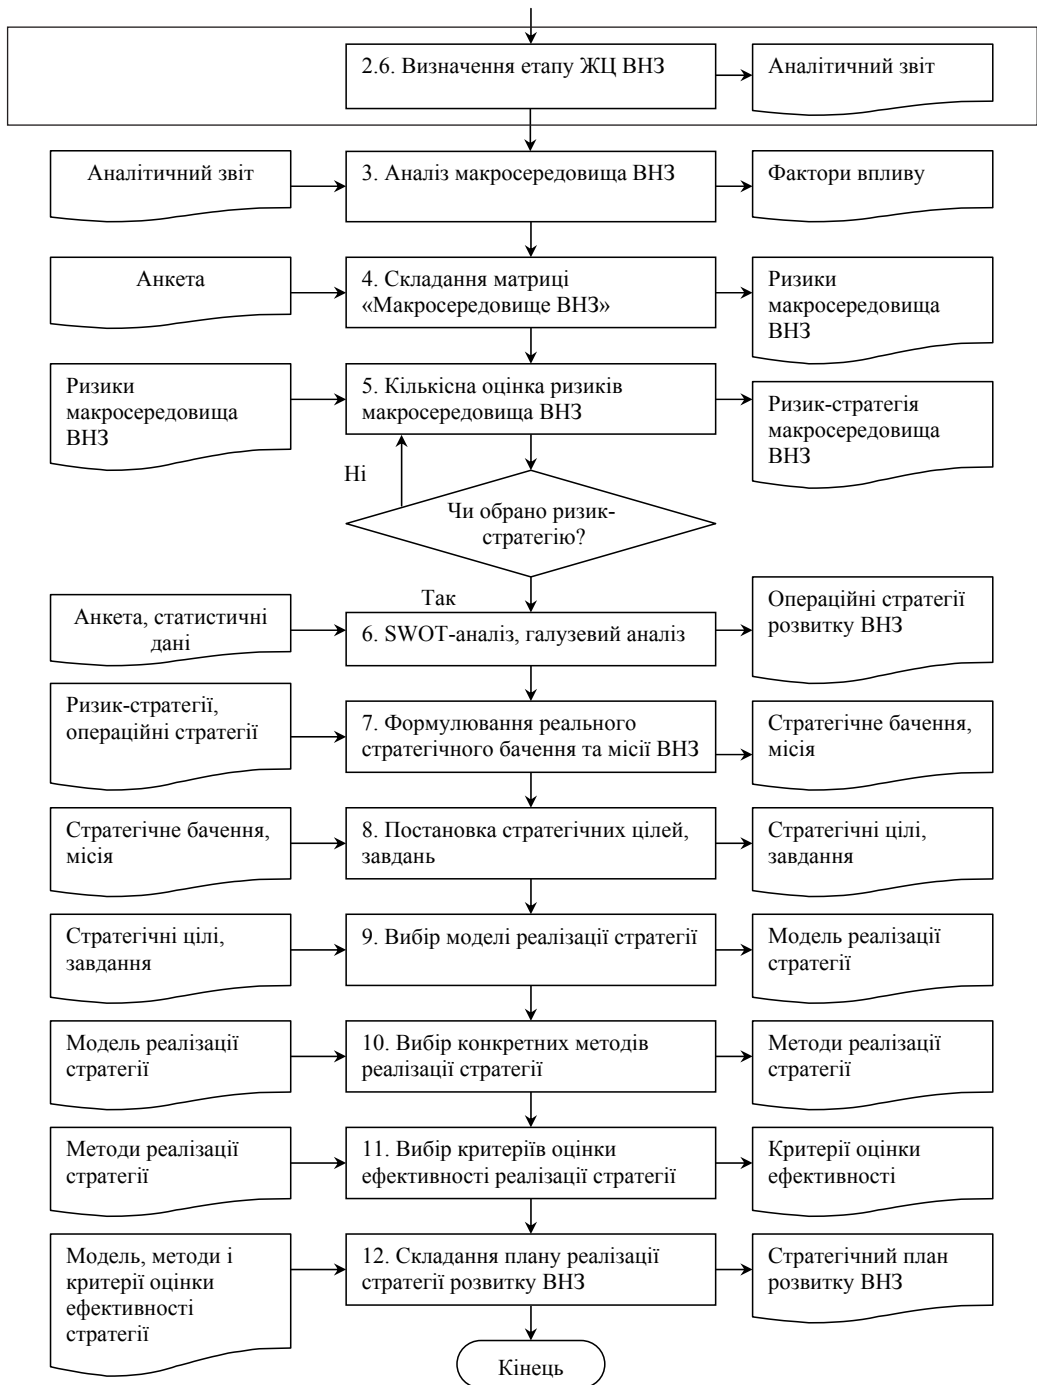 2.6. Визначення етапу ЖЦ ВНЗ
Аналітичний звіт
Аналітичний звіт
3. Аналіз макросередовища ВНЗ
Фактори впливу
Анкета
4. Складання матриці
«Макросередовище ВНЗ»
Ризики
макросередовища
ВНЗ
Ризики
макросередовища
ВНЗ
5. Кількісна оцінка ризиків
макросередовища ВНЗ
Ризик-стратегія
макросередовища
ВНЗ
Ні
Чи обрано ризик-
стратегію?
Так
Анкета, статистичні
дані
6. SWOT-аналіз, галузевий аналіз
Операційні стратегії
розвитку ВНЗ
Ризик-стратегії,
операційні стратегії
7. Формулювання реального
стратегічного бачення та місії ВНЗ
Стратегічне бачення,
місія
Стратегічне бачення,
місія
8. Постановка стратегічних цілей,
завдань
Стратегічні цілі,
завдання
Стратегічні цілі,
завдання
9. Вибір моделі реалізації стратегії
Модель реалізації
стратегії
Модель реалізації
стратегії
10. Вибір конкретних методів
реалізації стратегії
Методи реалізації
стратегії
Методи реалізації
стратегії
11. Вибір критеріїв оцінки
ефективності реалізації стратегії
Критерії оцінки
ефективності
Модель, методи і
критерії оцінки
ефективності
стратегії
12. Складання плану реалізації
стратегії розвитку ВНЗ
Стратегічний план
розвитку ВНЗ
Кінець